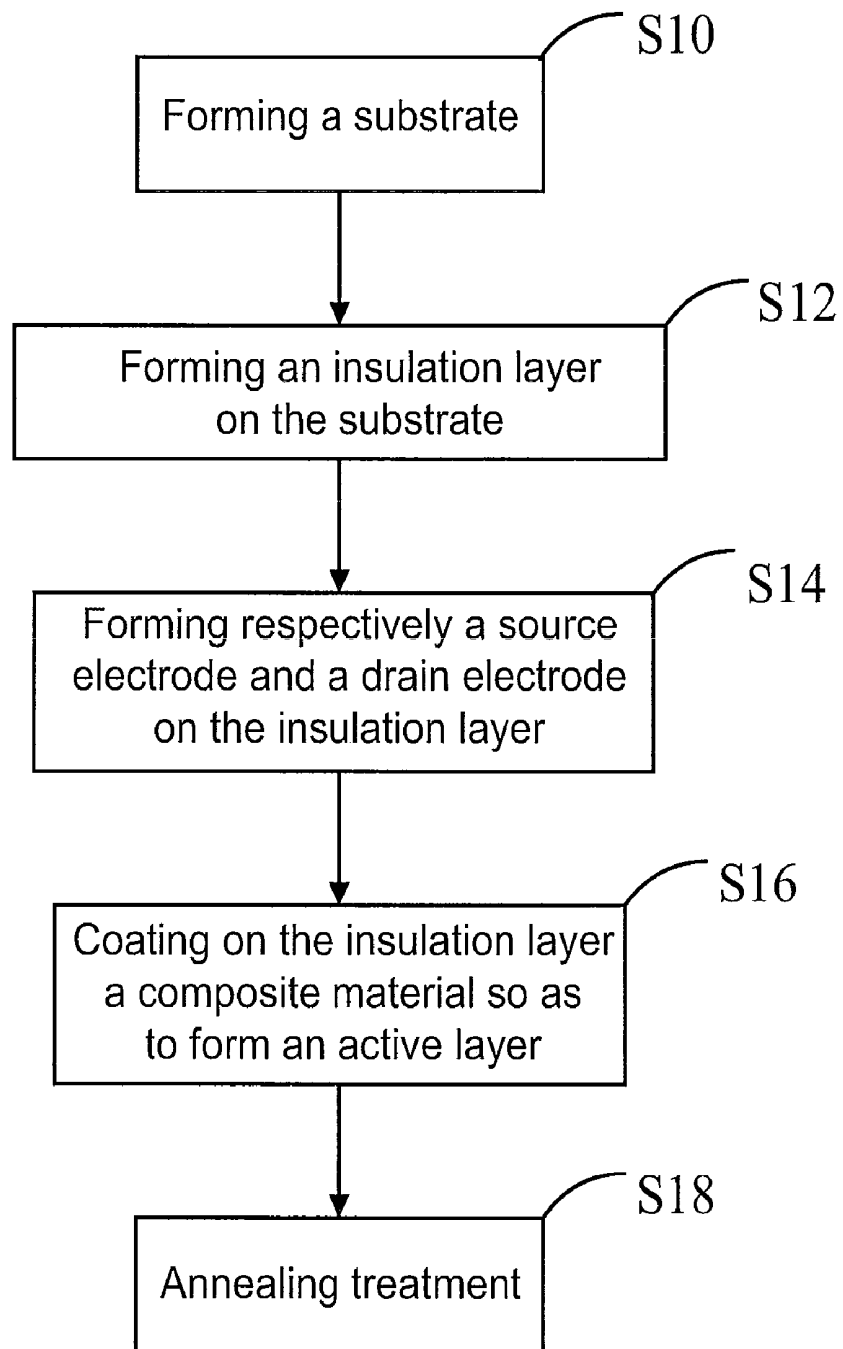 S10
Forming a substrate
S12
Forming an insulation layer
on the substrate
S14
Forming respectively a source
electrode and a drain electrode
on the insulation layer
S16
Coating on the insulation layer
a composite material so as
to form an active layer
S18
Annealing treatment